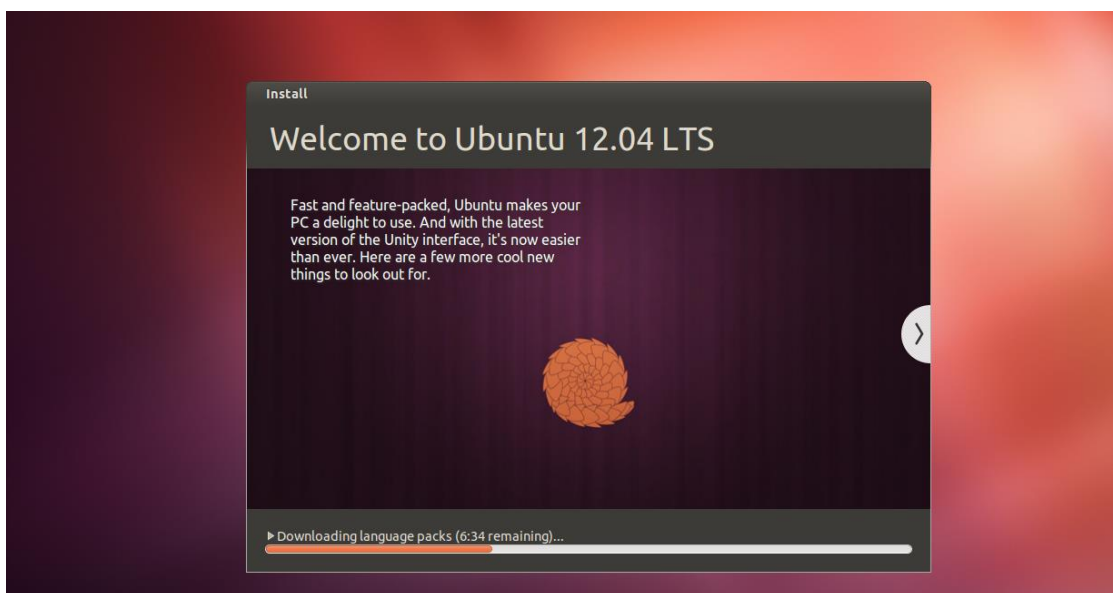 Install
Welcome to Ubuntu 12.04 LTS
Fast and feature-packed, Ubuntu makes your
PC a delight to use. And with the latest
version of the Unity interface, it's now easier
than ever. Here are a few more cool new
things to look out for.
Downloading language packs (6:34 remaining)...